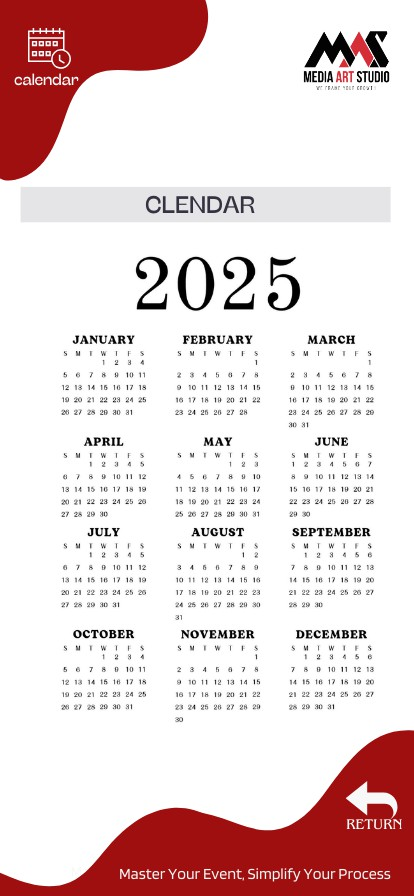 calendar
MAS
MEDIA ART STUDIO
WE FRAME YOUR GROWTH
CLENDAR
2025
JANUARY FEBRUARY MARCH
S M T W T F S S M T W T F S S M T W T F S
1 2 3 4 1 1
5 6 7 8 9 10 11 2 3 4 5 6 7 8 2 3 4 5 6 7 8
12 13 14 15 16 17 18 9 10 11 12 13 14 15 9 10 11 12 13 14 15
19 20 21 22 23 24 25 16 17 18 19 20 21 22 16 17 18 19 20 21 22
26 27 28 29 30 31 23 24 25 26 27 28 23 24 25 26 27 28 29
30 31
APRIL MAY JUNE
S M T W T F S S M T W T F S S M T W T F S
1 2 3 4 5 1 2 3 1 2 3 4 5 6 7
6 7 8 9 10 11 12 4 5 6 7 8 9 10 8 9 10 11 12 13 14
13 14 15 16 17 18 19 11 12 13 14 15 16 17 15 16 17 18 19 20 21
20 21 22 23 24 25 26 18 19 20 21 22 23 24 22 23 24 25 26 27 28
27 28 29 30 25 26 27 28 29 30 31 29 30
JULY AUGUST SEPTEMBER
S M T W T F S S M T W T F S S M T W T F S
1 2 3 4 5 1 2 1 2 3 4 5 6
6 7 8 9 10 11 12 3 4 5 6 7 8 9 7 8 9 10 11 12 13
13 14 15 16 17 18 19 10 11 12 13 14 15 16 14 15 16 17 18 19 20
20 21 22 23 24 25 26 17 18 19 20 21 22 23 21 22 23 24 25 26 27
27 28 29 30 31 24 25 26 27 28 29 30 28 29 30
31
OCTOBER NOVEMBER DECEMBER
S M T W T F S S M T W T F S S M T W T F S
1 2 3 4 1 1 2 3 4 5 6
5 6 7 8 9 10 11 2 3 4 5 6 7 8 7 8 9 10 11 12 13
12 13 14 15 16 17 18 9 10 11 12 13 14 15 14 15 16 17 18 19 20
19 20 21 22 23 24 25 16 17 18 19 20 21 22 21 22 23 24 25 26 27
26 27 28 29 30 31 23 24 25 26 27 28 29 28 29 30 31
30
RETURN
Master Your Event, Simplify Your Process